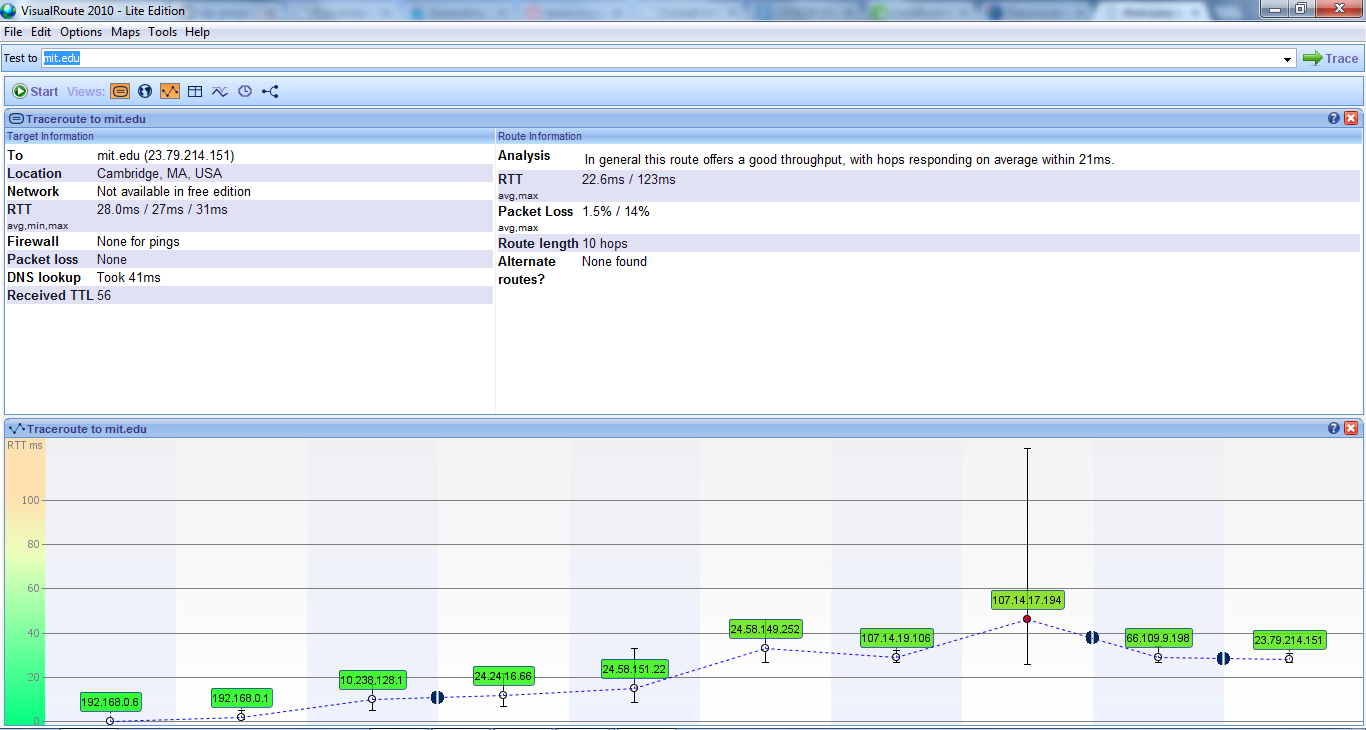 VisualRoute 2010 - Lite Edition
File Edit Options Maps Tools Help
Test to mit.edu Trace
Start Views:
Traceroute to mit.edu
Target Information
To mit.edu (23.79.214.151)
Location Cambridge, MA, USA
Network Not available in free edition
RTT 28.0ms / 27ms / 31ms
avg,min,max
Firewall None for pings
Packet loss None
DNS lookup Took 41ms
Received TTL 56
Route Information
Analysis In general this route offers a good throughput, with hops responding on average within 21ms.
RTT 22.6ms / 123ms
avg,max
Packet Loss 1.5% / 14%
avg,max
Route length 10 hops
Alternate None found
routes?
Traceroute to mit.edu
RTT ms
100
80
60
40
20
0
192.168.0.6
192.168.0.1
10.238.128.1
24.24.16.66
24.58.151.22
24.58.149.252
107.14.19.106
107.14.17.194
66.109.9.198
23.79.214.151